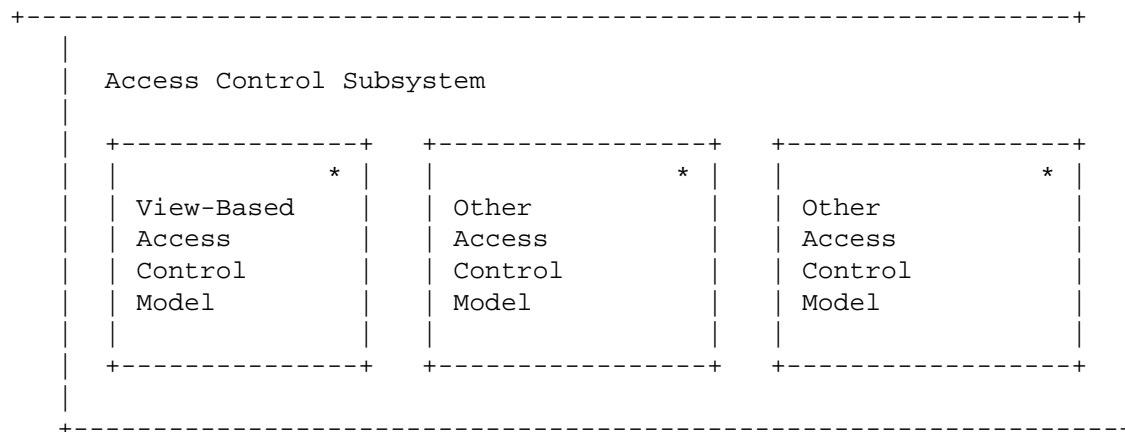 Access Control Subsystem
* * *
View-Based Other Other
Access Access Access
Control Control Control
Model Model Model